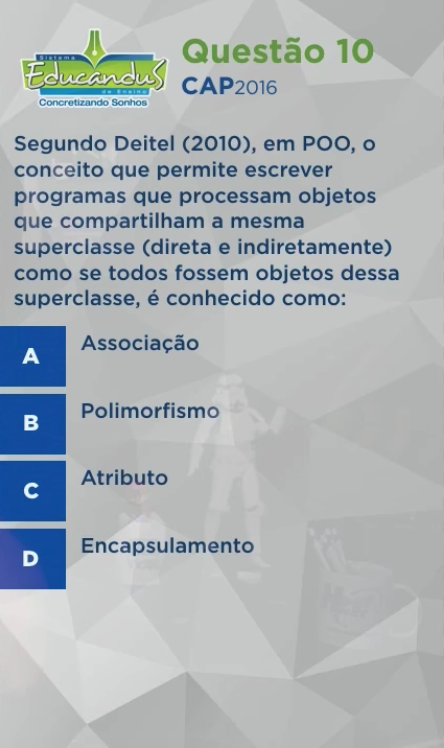 Sistema
EducanduS
de Ensino
Concretizando Sonhos
Questão 10
CAP2016
Segundo Deitel (2010), em POO, o
conceito que permite escrever
programas que processam objetos
que compartilham a mesma
superclasse (direta e indiretamente)
como se todos fossem objetos dessa
superclasse, é conhecido como:
A Associação
B Polimorfismo
C Atributo
D Encapsulamento